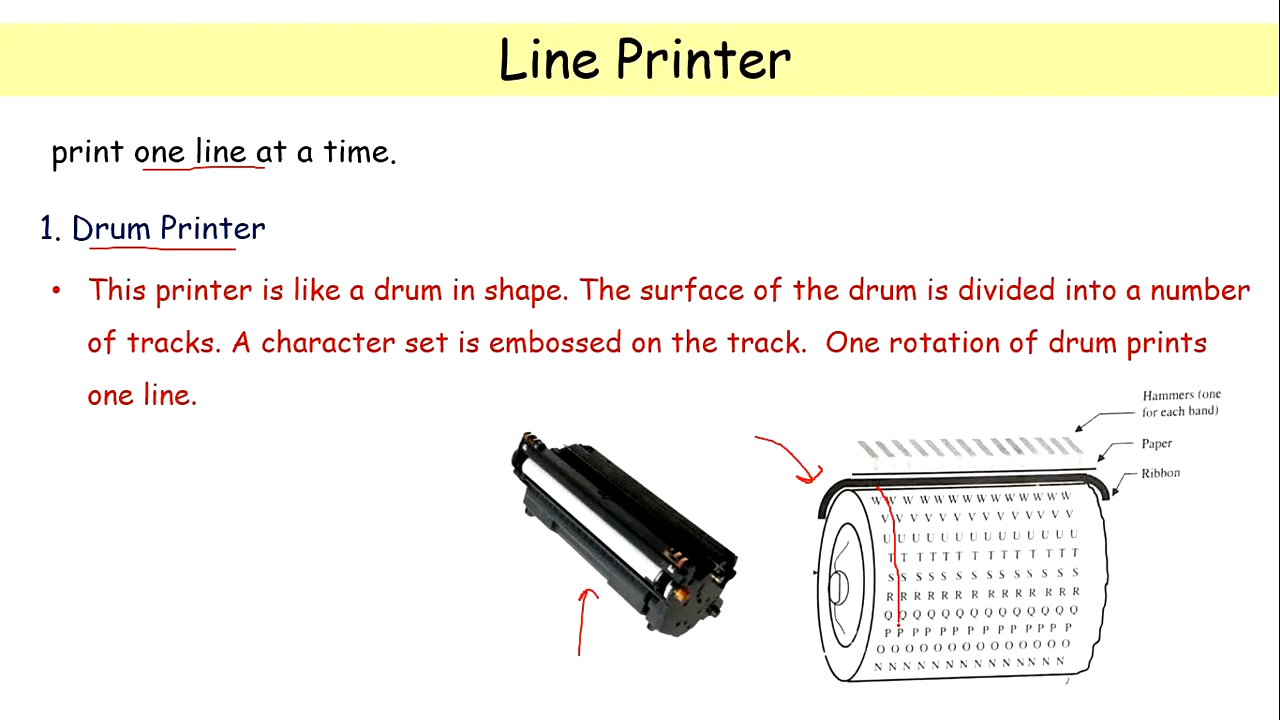 Line Printer
print one line at a time.
1. Drum Printer
• This printer is like a drum in shape. The surface of the drum is divided into a number
of tracks. A character set is embossed on the track. One rotation of drum prints
one line.
Hammers (one
for each band)
Paper
Ribbon
W W W W W W W W W W W W W
V V V V V V V V V V V V V
U U U U U U U U U U U U U
T T T T T T T T T T T T T
S S S S S S S S S S S S S
R R R R R R R R R R R R R
Q Q Q Q Q Q Q Q Q Q Q Q Q
P P P P P P P P P P P P P
O O O O O O O O O O O O O
N N N N N N N N N N N N N